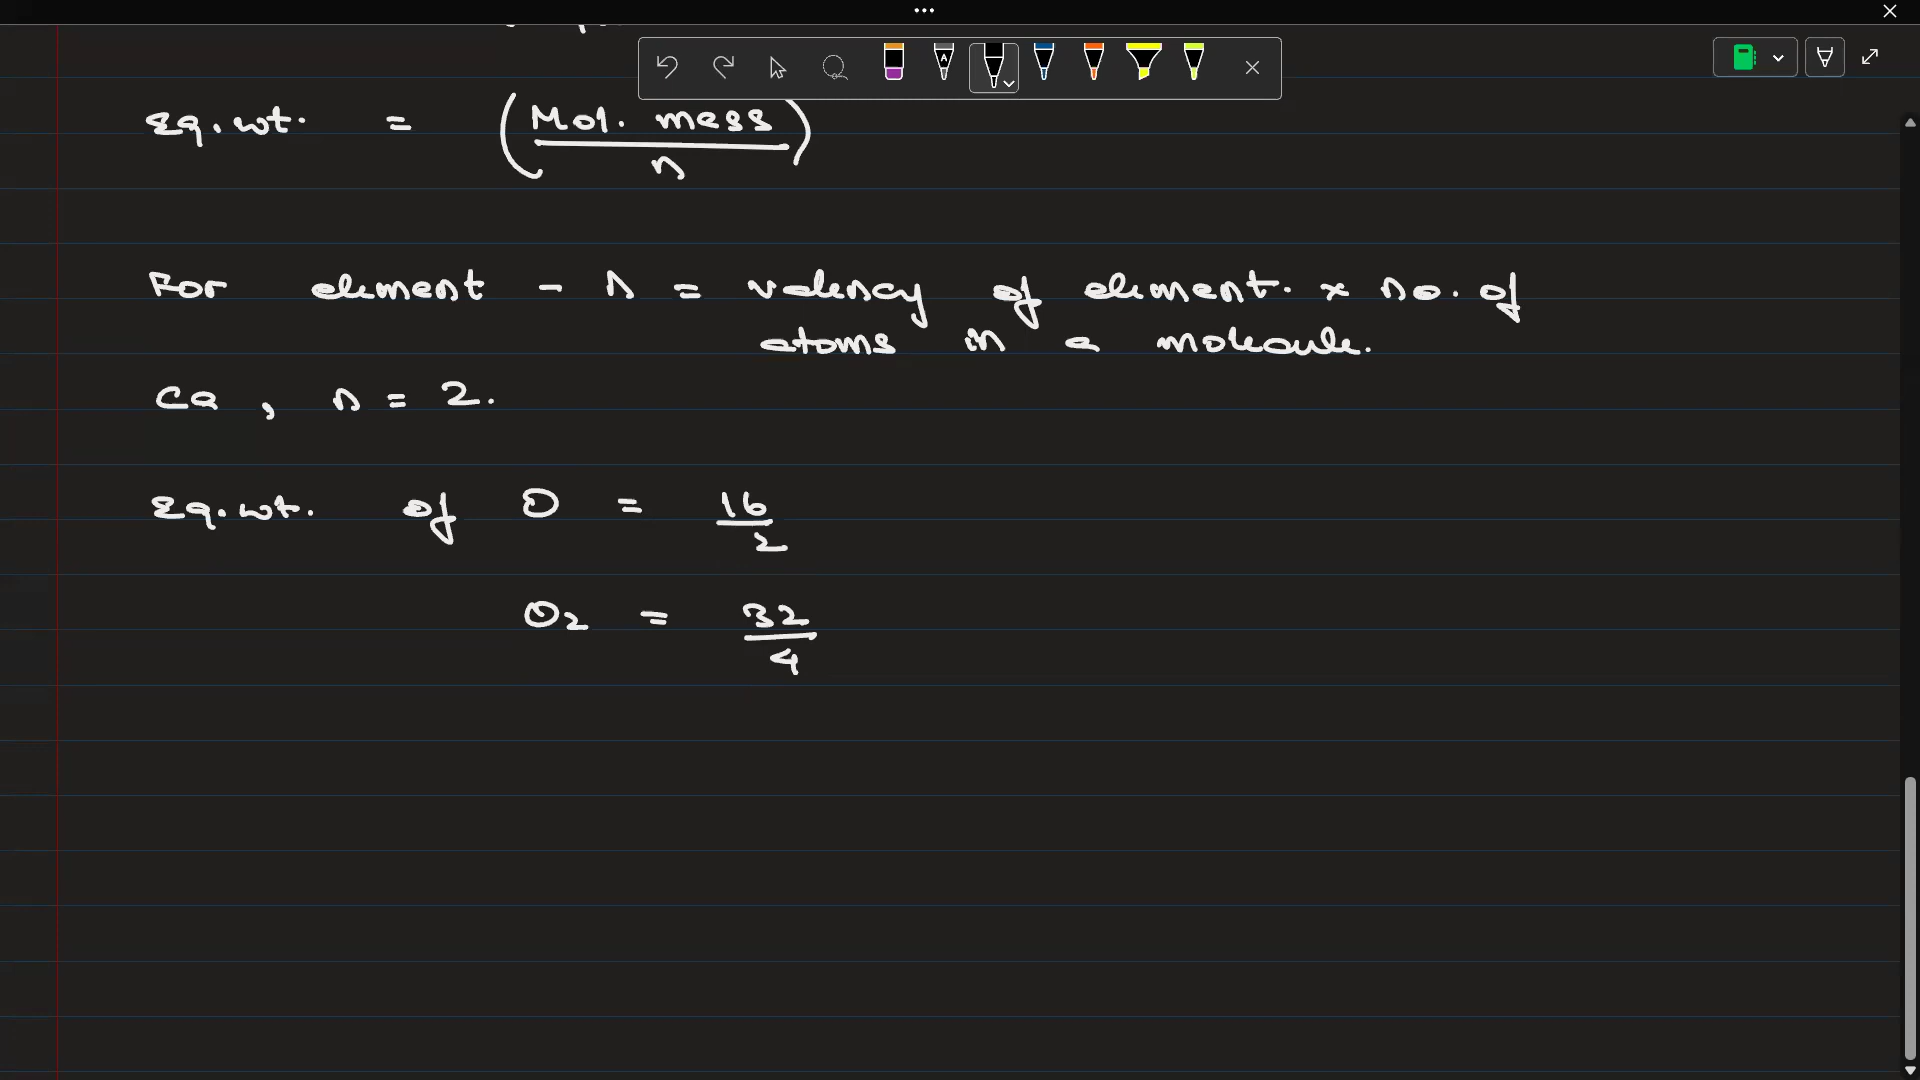 Eq.wt. = (Mol. mass / n)
For element - n = valency of element. × no. of
atoms in a molecule.
Ca, n = 2.
Eq.wt. of O = 16/2
O₂ = 32/4